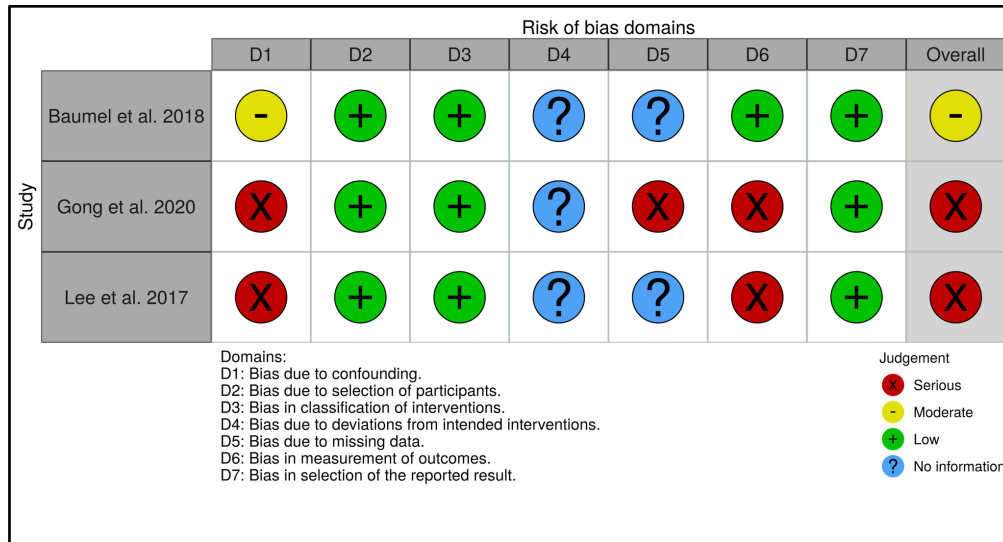 Risk of bias domains
D1 D2 D3 D4 D5 D6 D7 Overall
Study
Baumel et al. 2018 - + + ? ? + + -
Gong et al. 2020 X + + ? X X + X
Lee et al. 2017 X + + ? ? X + X
Domains:
D1: Bias due to confounding.
D2: Bias due to selection of participants.
D3: Bias in classification of interventions.
D4: Bias due to deviations from intended interventions.
D5: Bias due to missing data.
D6: Bias in measurement of outcomes.
D7: Bias in selection of the reported result.
Judgement
X Serious
- Moderate
+ Low
? No information